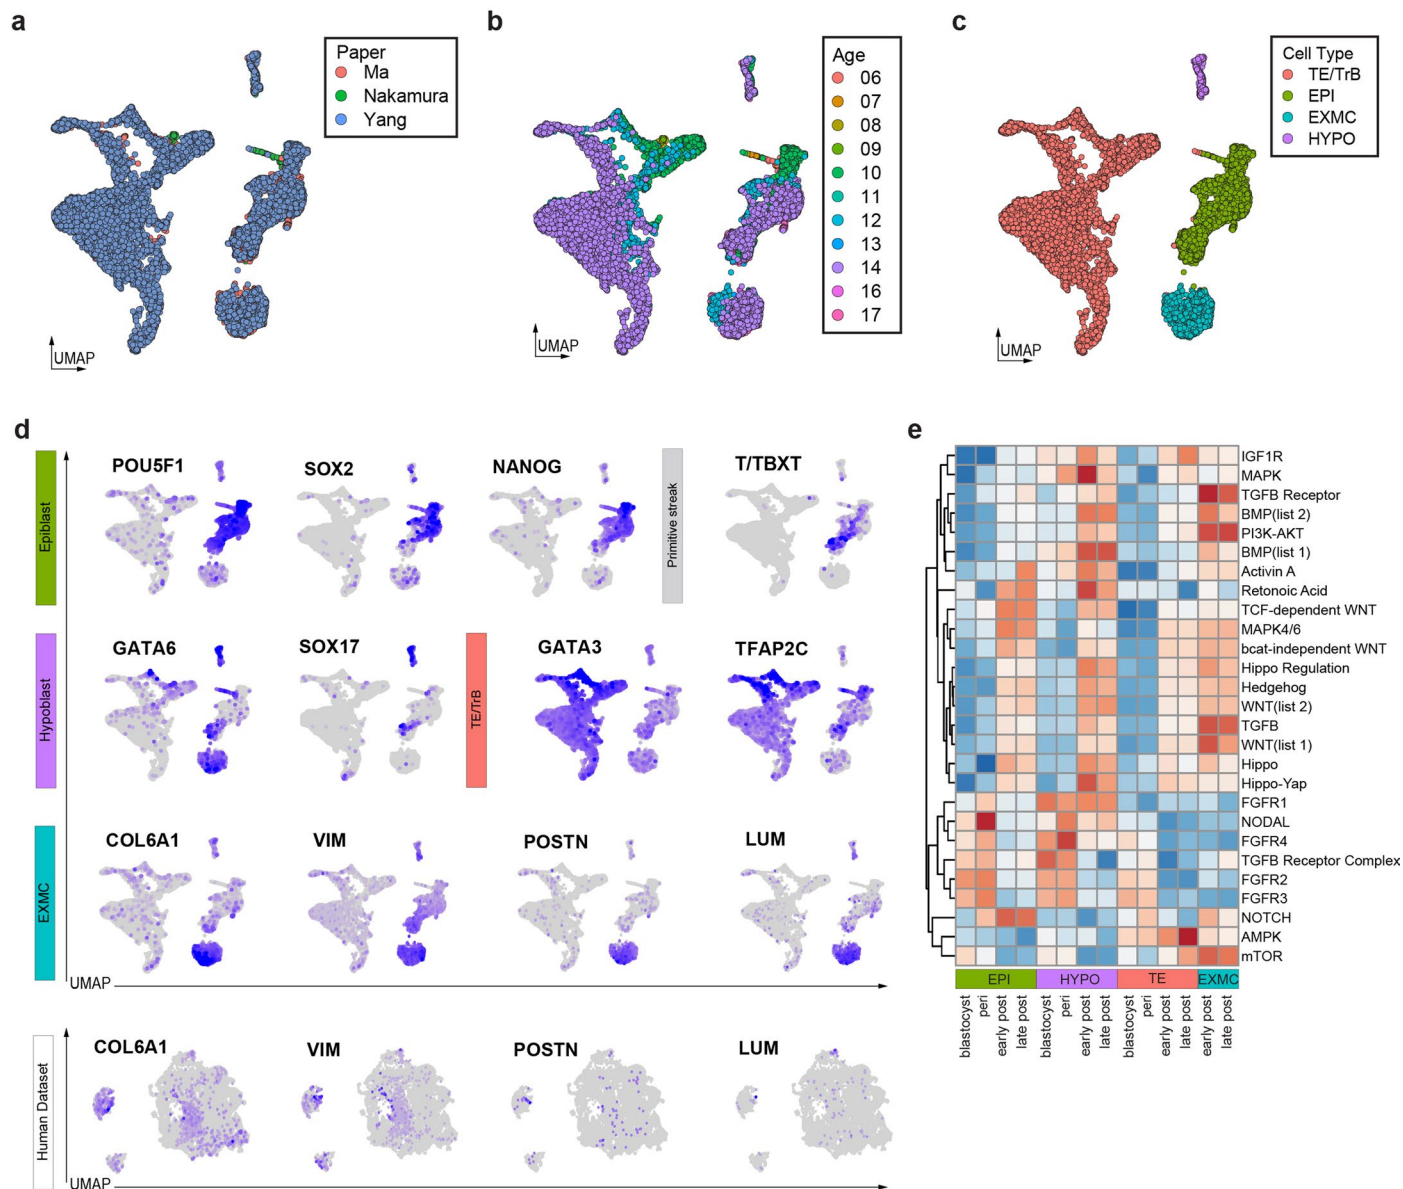 a
Paper
Ma
Nakamura
Yang
UMAP
b
Age
06
07
08
09
10
11
12
13
14
16
17
UMAP
c
Cell Type
TE/TrB
EPI
EXMC
HYPO
UMAP
d
Epiblast
POU5F1
SOX2
NANOG
Primitive streak
T/TBXT
Hypoblast
GATA6
SOX17
TE/TrB
GATA3
TFAP2C
EXMC
COL6A1
VIM
POSTN
LUM
UMAP
Human Dataset
COL6A1
VIM
POSTN
LUM
UMAP
e
IGF1R
MAPK
TGFB Receptor
BMP(list 2)
PI3K-AKT
BMP(list 1)
Activin A
Retonoic Acid
TCF-dependent WNT
MAPK4/6
bcat-independent WNT
Hippo Regulation
Hedgehog
WNT(list 2)
TGFB
WNT(list 1)
Hippo
Hippo-Yap
FGFR1
NODAL
FGFR4
TGFB Receptor Complex
FGFR2
FGFR3
NOTCH
AMPK
mTOR
EPI HYPO TE EXMC
blastocyst
peri
early post
late post
blastocyst
peri
early post
late post
blastocyst
peri
early post
late post
early post
late post